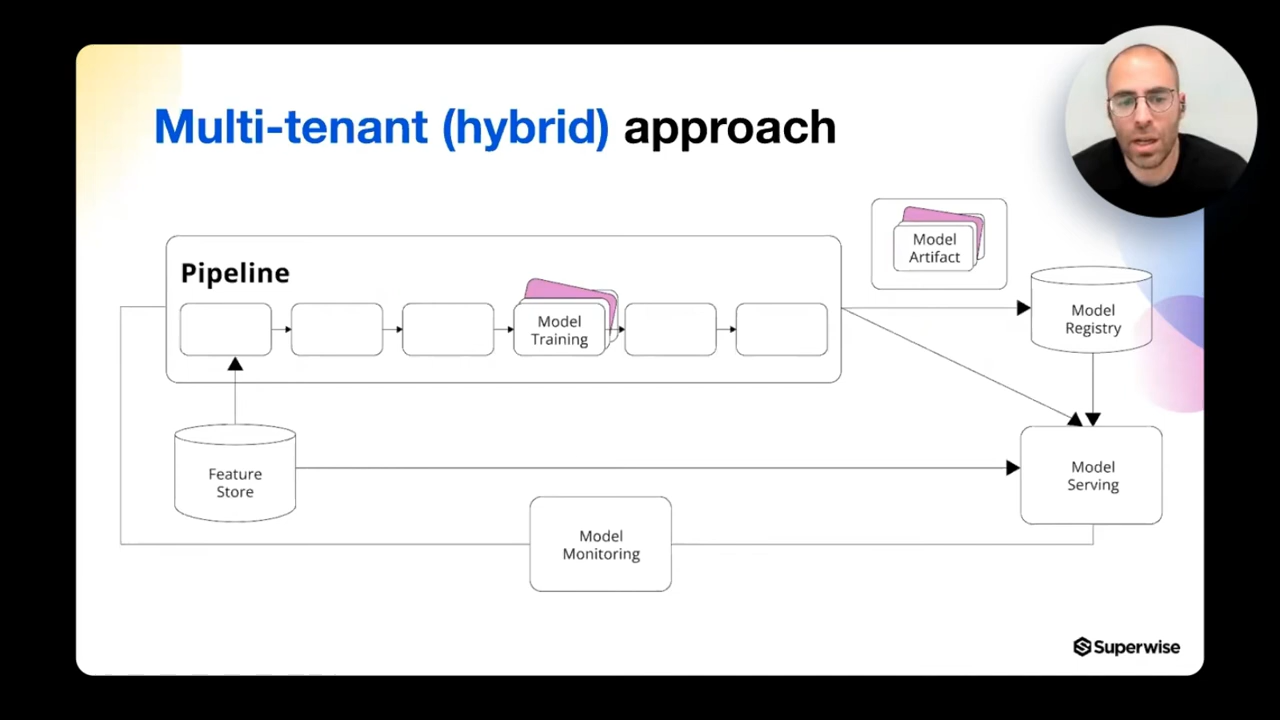 Multi-tenant (hybrid) approach
Pipeline
Model
Training
Model
Artifact
Model
Registry
Feature
Store
Model
Serving
Model
Monitoring
Superwise